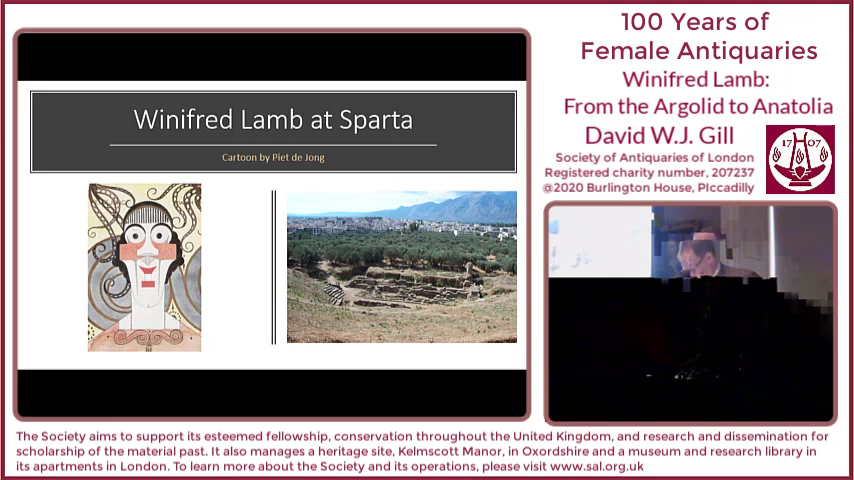 Winifred Lamb at Sparta
Cartoon by Piet de Jong
100 Years of
Female Antiquaries
Winifred Lamb:
From the Argolid to Anatolia
David W.J. Gill
Society of Antiquaries of London
Registered charity number, 207237
@2020 Burlington House, PIccadilly
17 07
The Society aims to support its esteemed fellowship, conservation throughout the United Kingdom, and research and dissemination for
scholarship of the material past. It also manages a heritage site, Kelmscott Manor, in Oxordshire and a museum and research library in
its apartments in London. To learn more about the Society and its operations, please visit www.sal.org.uk